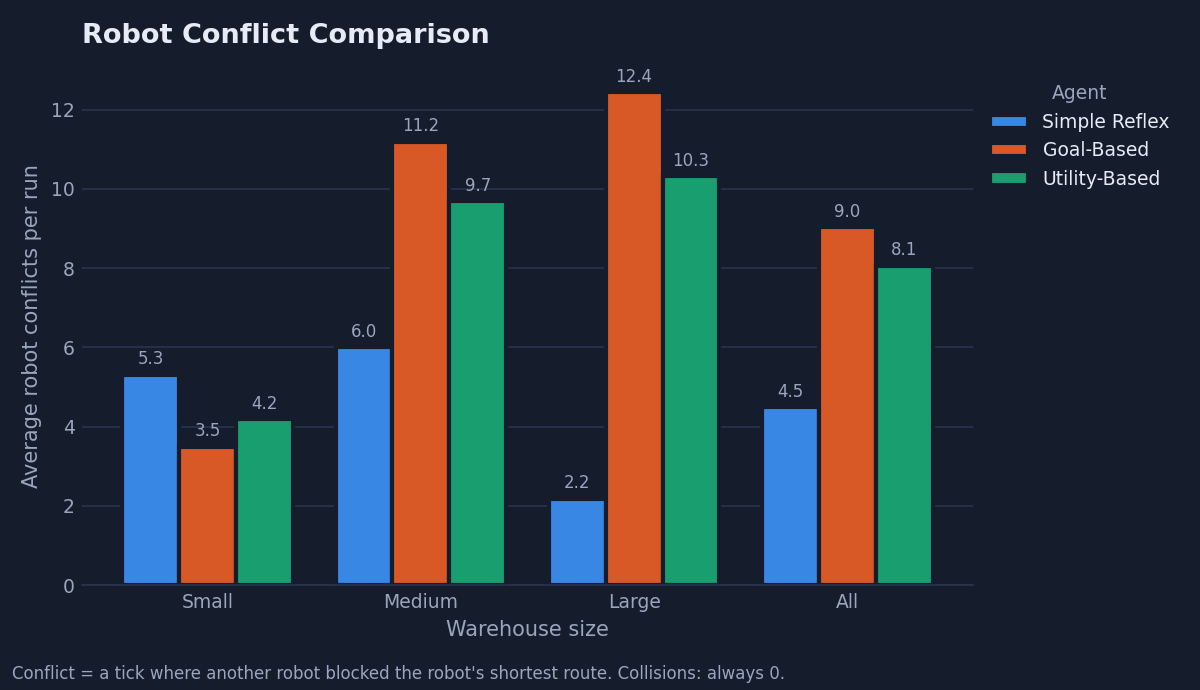 Robot Conflict Comparison
Average robot conflicts per run
12
10
8
6
4
2
0
5.3
3.5
4.2
6.0
11.2
9.7
2.2
12.4
10.3
4.5
9.0
8.1
Small
Medium
Large
All
Warehouse size
Agent
Simple Reflex
Goal-Based
Utility-Based
Conflict = a tick where another robot blocked the robot's shortest route. Collisions: always 0.